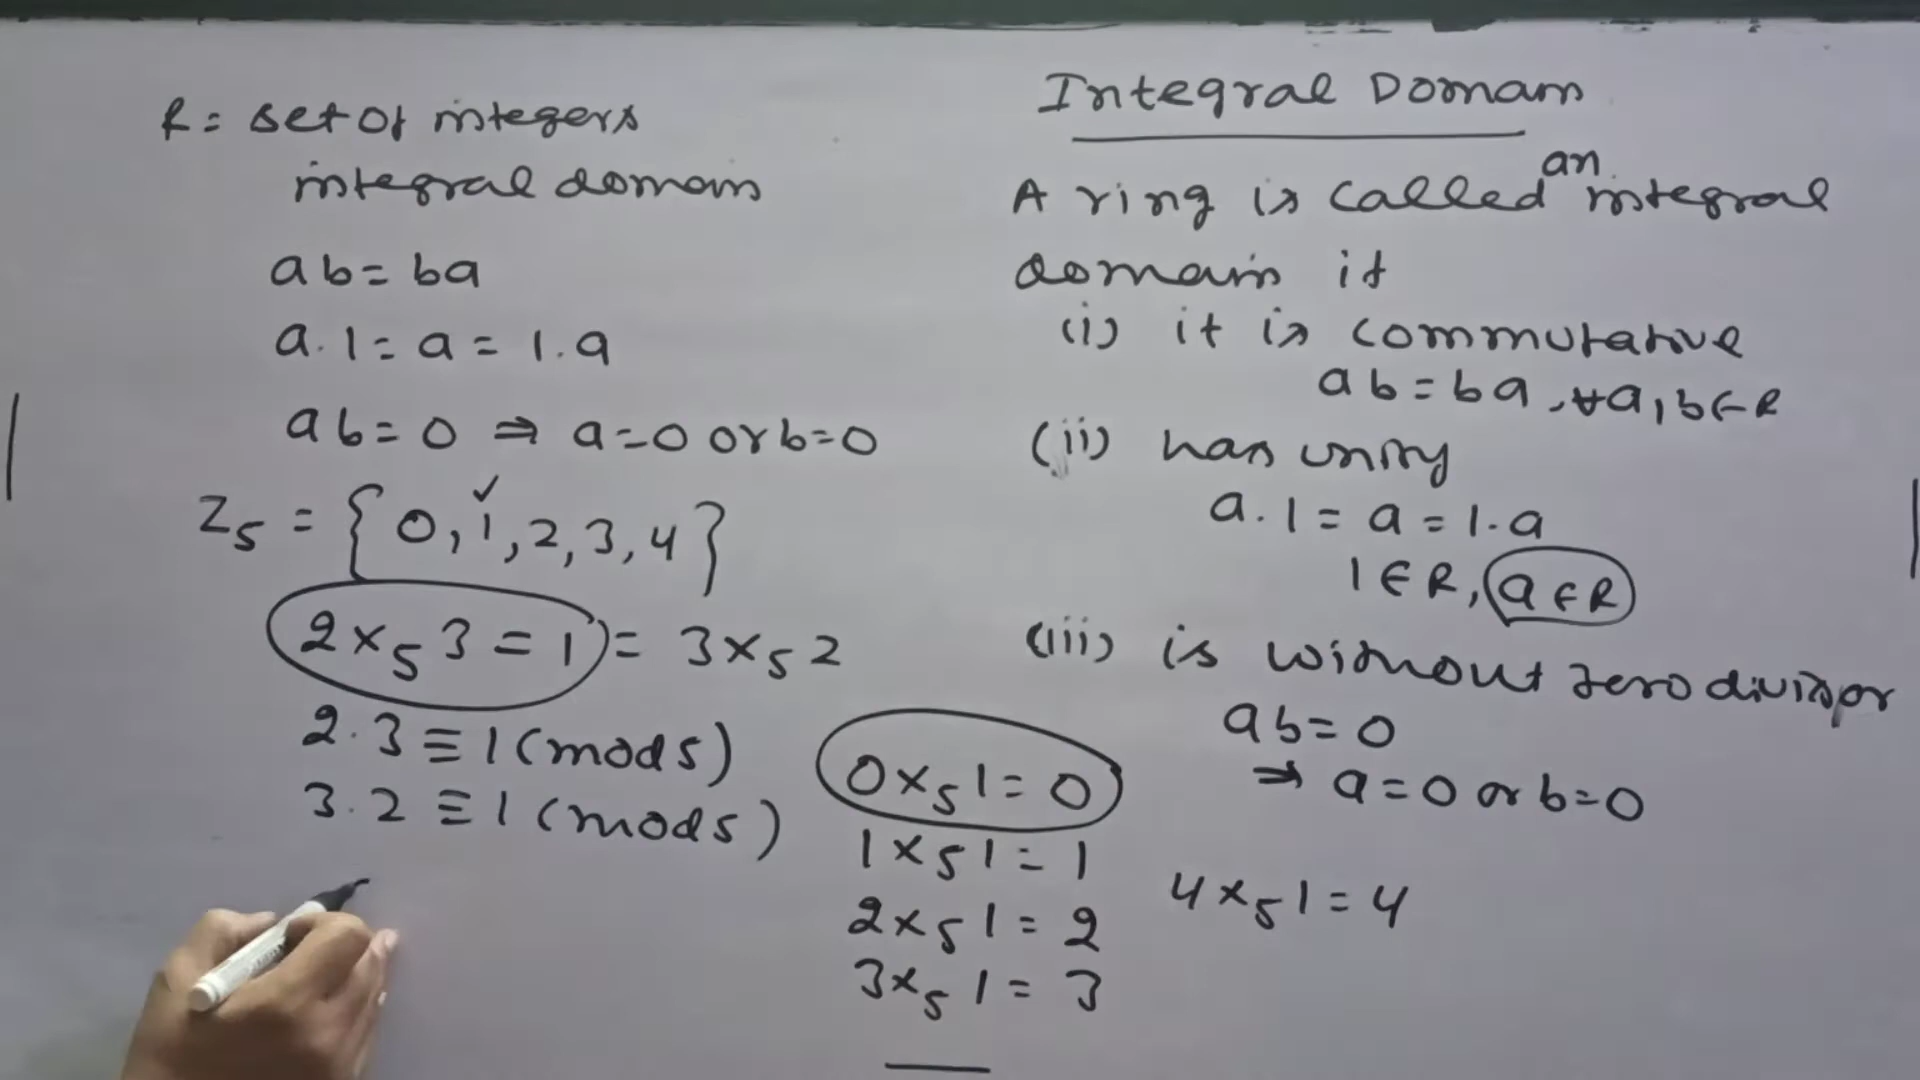 R = set of integers
integral domain
ab = ba
a.1 = a = 1.a
ab = 0 ⇒ a = 0 or b = 0
Z5 = { 0, 1, 2, 3, 4 }
✓
2 ×5 3 = 1 = 3 ×5 2
2.3 ≡ 1 (mod 5)
3.2 ≡ 1 (mod 5)
0 ×5 1 = 0
1 ×5 1 = 1
2 ×5 1 = 2
3 ×5 1 = 3
4 ×5 1 = 4
Integral Domain
A ring is called an integral
domain if
(i) it is commutative
ab = ba, ∀ a, b ∈ R
(ii) has unity
a.1 = a = 1.a
1 ∈ R, a ∈ R
(iii) is without zero divisor
ab = 0
⇒ a = 0 or b = 0